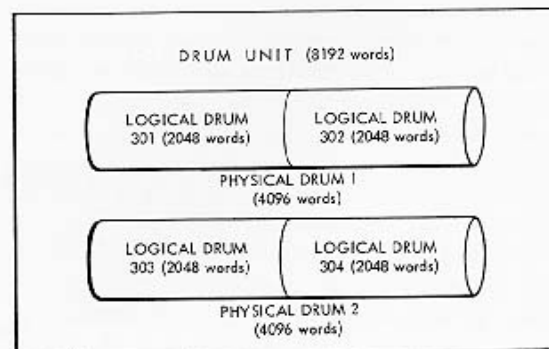 DRUM UNIT (8192 words)
LOGICAL DRUM
301 (2048 words)
LOGICAL DRUM
302 (2048 words)
PHYSICAL DRUM 1
(4096 words)
LOGICAL DRUM
303 (2048 words)
LOGICAL DRUM
304 (2048 words)
PHYSICAL DRUM 2
(4096 words)